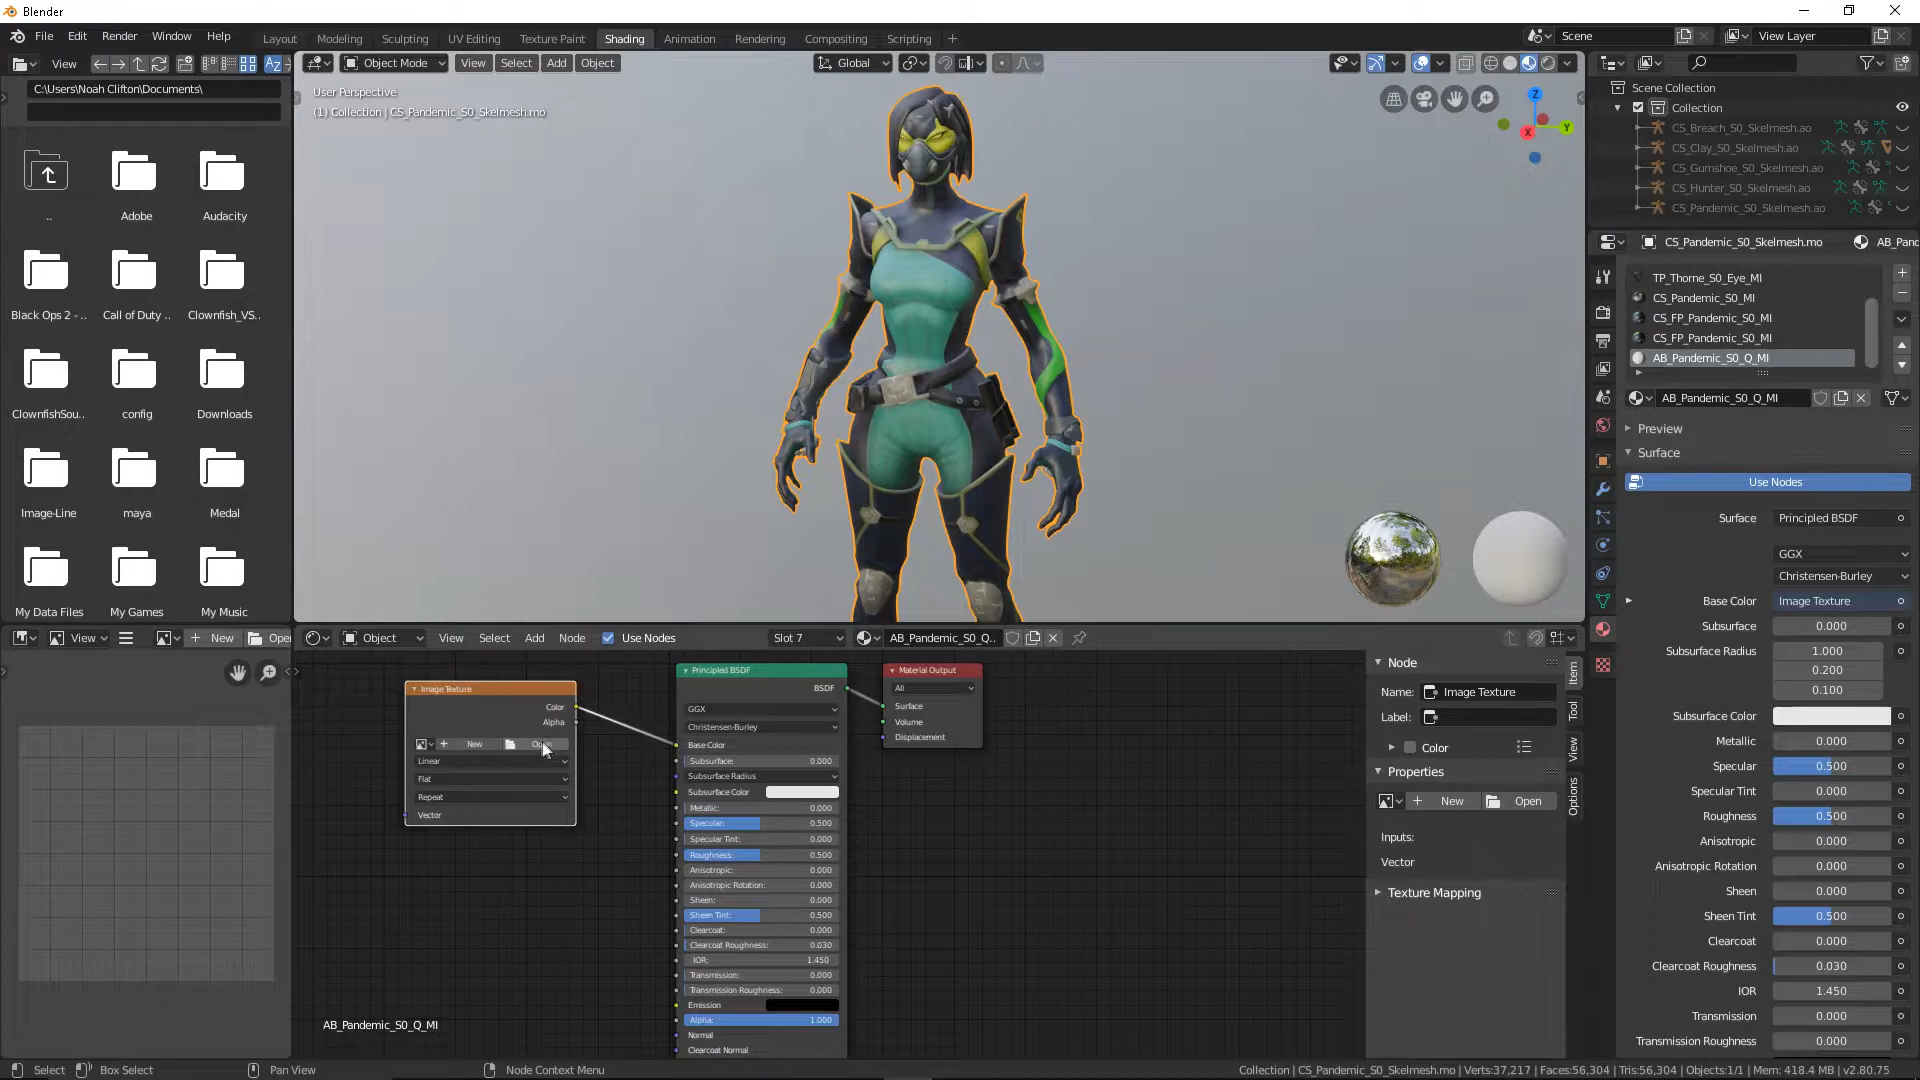 Blender
File Edit Render Window Help
Layout Modeling Sculpting UV Editing Texture Paint Shading Animation Rendering Compositing Scripting
Scene
View Layer
View
Object Mode View Select Add Object
Global
C:\Users\Noah Clifton\Documents\
User Perspective
(1) Collection | CS_Pandemic_S0_Skelmesh.mo
..
Adobe
Audacity
Black Ops 2 - ..
Call of Duty ..
Clownfish_VS..
ClownfishSou..
config
Downloads
Image-Line
maya
Medal
My Data Files
My Games
My Music
Z
Y
X
Scene Collection
Collection
CS_Breach_S0_Skelmesh.ao
CS_Clay_S0_Skelmesh.ao
CS_Gumshoe_S0_Skelmesh.ao
CS_Hunter_S0_Skelmesh.ao
CS_Pandemic_S0_Skelmesh.ao
CS_Pandemic_S0_Skelmesh.mo
AB_Panc
TP_Thorne_S0_Eye_MI
CS_Pandemic_S0_MI
CS_FP_Pandemic_S0_MI
CS_FP_Pandemic_S0_MI
AB_Pandemic_S0_Q_MI
AB_Pandemic_S0_Q_MI
Preview
Surface
Use Nodes
Surface Principled BSDF
GGX
Christensen-Burley
Base Color Image Texture
Subsurface 0.000
Subsurface Radius 1.000
0.200
0.100
Subsurface Color
Metallic 0.000
Specular 0.500
Specular Tint 0.000
Roughness 0.500
Anisotropic 0.000
Anisotropic Rotation 0.000
Sheen 0.000
Sheen Tint 0.500
Clearcoat 0.000
Clearcoat Roughness 0.030
IOR 1.450
Transmission 0.000
Transmission Roughness 0.000
View New Open
Object View Select Add Node Use Nodes Slot 7 AB_Pandemic_S0_Q..
Image Texture
Color
Alpha
New
Linear
Flat
Repeat
Vector
Principled BSDF
BSDF
GGX
Christensen-Burley
Base Color
Subsurface: 0.000
Subsurface Radius
Subsurface Color
Metallic: 0.000
Specular: 0.500
Specular Tint: 0.000
Roughness: 0.500
Anisotropic: 0.000
Anisotropic Rotation: 0.000
Sheen: 0.000
Sheen Tint: 0.500
Clearcoat: 0.000
Clearcoat Roughness: 0.030
IOR: 1.450
Transmission: 0.000
Transmission Roughness: 0.000
Emission
Alpha: 1.000
Normal
Clearcoat Normal
Material Output
All
Surface
Volume
Displacement
Node
Name: Image Texture
Label:
Color
Properties
New Open
Inputs:
Vector
Texture Mapping
Item
Tool
View
Options
AB_Pandemic_S0_Q_MI
Select Box Select Pan View Node Context Menu
Collection | CS_Pandemic_S0_Skelmesh.mo | Verts:37,217 | Faces:56,304 | Tris:56,304 | Objects:1/1 | Mem: 418.4 MB | v2.80.75